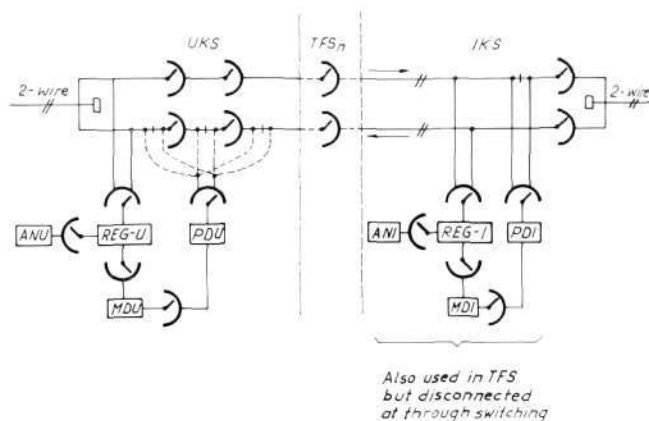 UKS
TFSn
IKS
2-wire
2-wire
ANU
REG-U
PDU
ANI
REG-I
PDI
MDU
MDI
Also used in TFS
but disconnected
at through switching